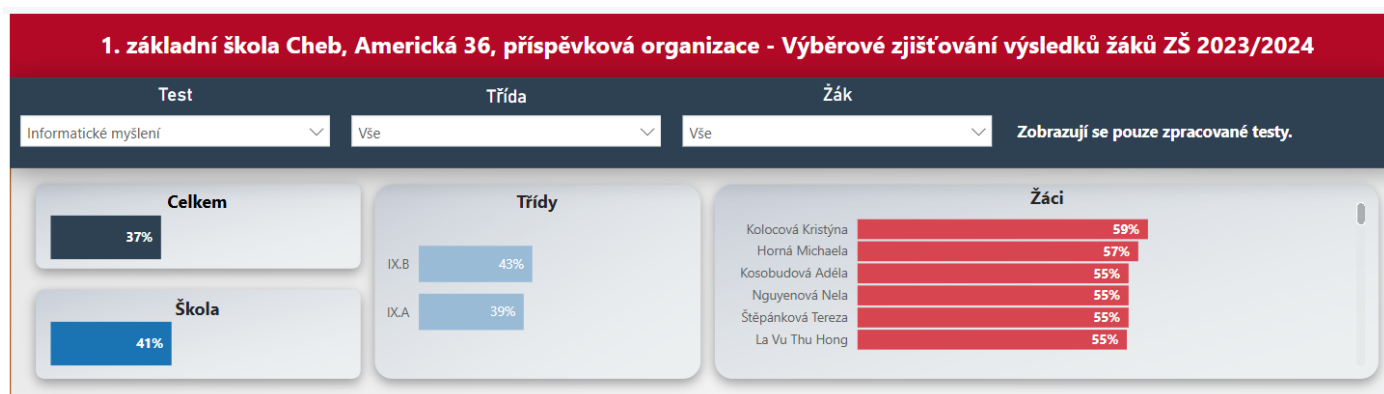 1. základní škola Cheb, Americká 36, příspěvková organizace - Výběrové zjišťování výsledků žáků ZŠ 2023/2024
Test
Třída
Žák
Informatické myšlení
Vše
Vše
Zobrazují se pouze zpracované testy.
Celkem
37%
Škola
41%
Třídy
IX.B 43%
IX.A 39%
Žáci
Kolocová Kristýna 59%
Horná Michaela 57%
Kosobudová Adéla 55%
Nguyenová Nela 55%
Štěpánková Tereza 55%
La Vu Thu Hong 55%